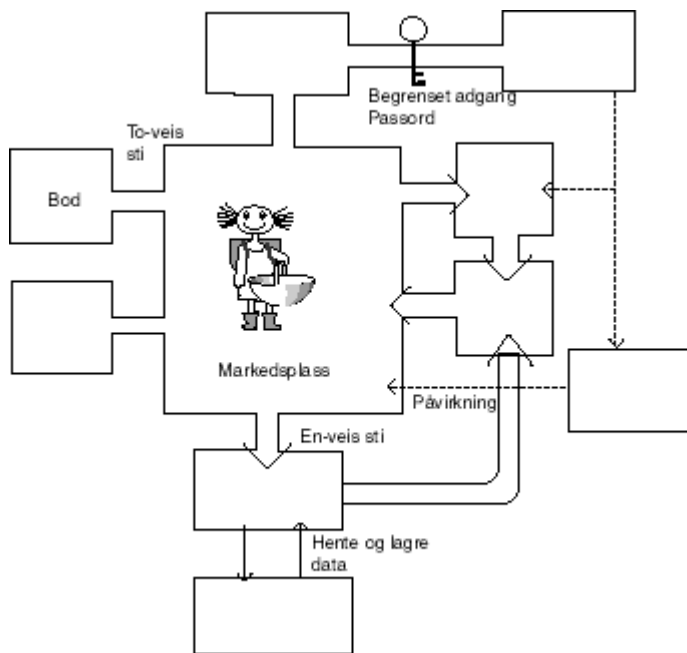 Begrenset adgang
Passord
To-veis
sti
Bod
Markedsplass
Påvirkning
En-veis sti
Hente og lagre
data